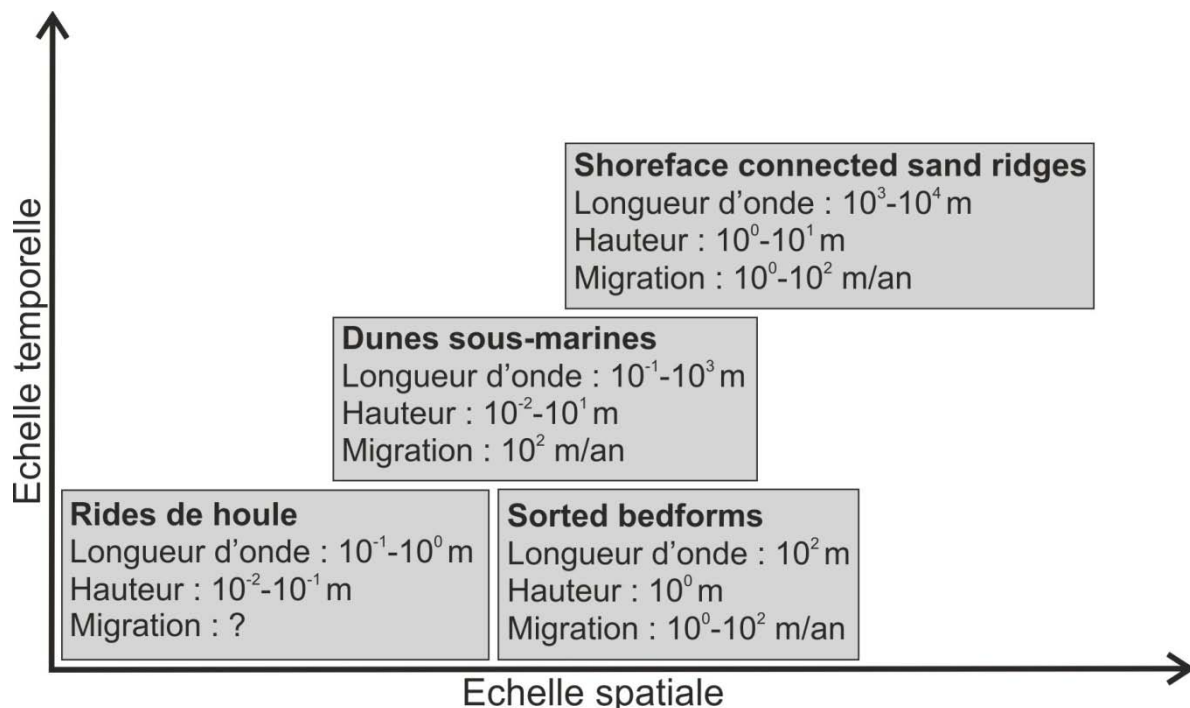 Echelle temporelle
Shoreface connected sand ridges
Longueur d'onde : 10³-10⁴ m
Hauteur : 10⁰-10¹ m
Migration : 10⁰-10² m/an
Dunes sous-marines
Longueur d'onde : 10⁻¹-10³ m
Hauteur : 10⁻²-10¹ m
Migration : 10² m/an
Rides de houle
Longueur d'onde : 10⁻¹-10⁰ m
Hauteur : 10⁻²-10⁻¹ m
Migration : ?
Sorted bedforms
Longueur d'onde : 10² m
Hauteur : 10⁰ m
Migration : 10⁰-10² m/an
Echelle spatiale